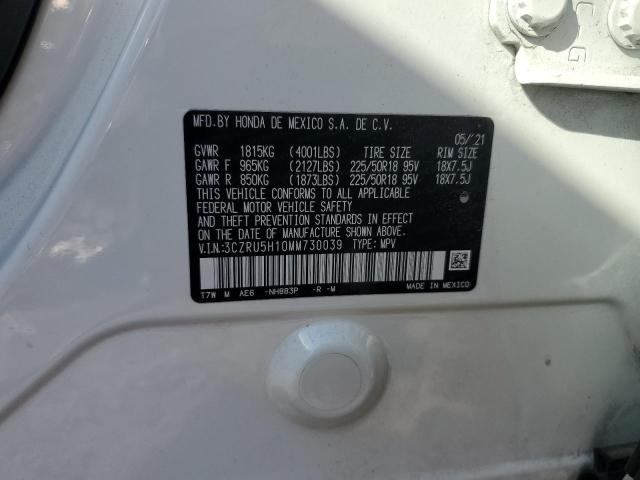 MFD.BY HONDA DE MEXICO S.A. DE C.V.
05/'21
GVWR 1815KG (4001LBS) TIRE SIZE RIM SIZE
GAWR F 965KG (2127LBS) 225/50R18 95V 18X7.5J
GAWR R 850KG (1873LBS) 225/50R18 95V 18X7.5J
THIS VEHICLE CONFORMS TO ALL APPLICABLE
FEDERAL MOTOR VEHICLE SAFETY
AND THEFT PREVENTION STANDARDS IN EFFECT
ON THE DATE OF MANUFACTURE SHOWN ABOVE.
V.I.N:3CZRU5H10MM730039 TYPE: MPV
T7W M AE6 -NH883P -R -M MADE IN MEXICO